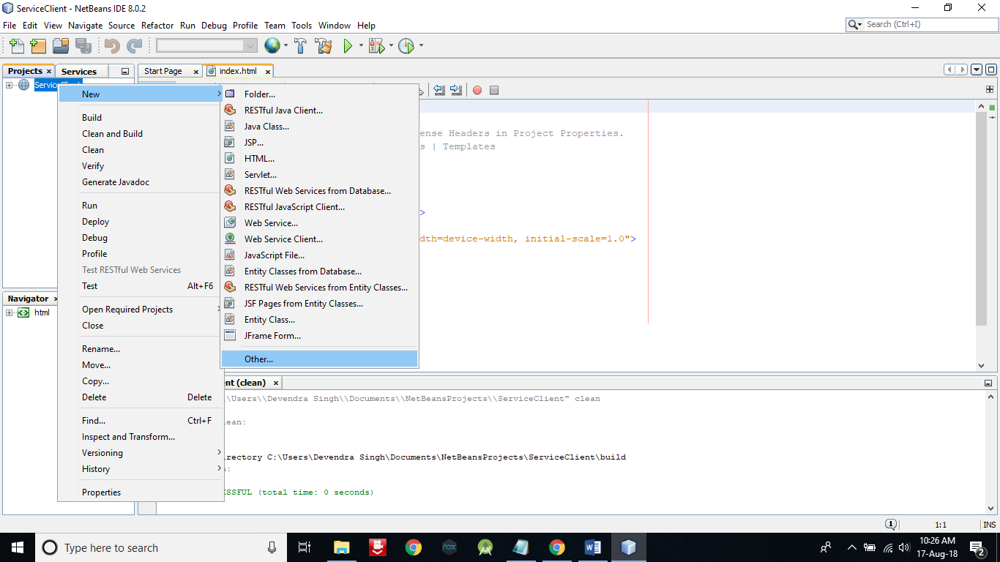 ServiceClient - NetBeans IDE 8.0.2
File Edit View Navigate Source Refactor Run Debug Profile Team Tools Window Help
Search (Ctrl+I)
Projects Services
Start Page index.html
New
Build
Clean and Build
Clean
Verify
Generate Javadoc
Run
Deploy
Debug
Profile
Test RESTful Web Services
Test Alt+F6
Open Required Projects
Close
Rename...
Move...
Copy...
Delete Delete
Find... Ctrl+F
Inspect and Transform...
Versioning
History
Properties
Folder...
RESTful Java Client...
Java Class...
JSP...
HTML...
Servlet...
RESTful Web Services from Database...
RESTful JavaScript Client...
Web Service...
Web Service Client...
JavaScript File...
Entity Classes from Database...
RESTful Web Services from Entity Classes...
JSF Pages from Entity Classes...
Entity Class...
JFrame Form...
Other...
ense Headers in Project Properties.
s | Templates
>
dth=device-width, initial-scale=1.0">
Navigator
html
nt (clean)
\Users\\Devendra Singh\\Documents\\NetBeansProjects\\ServiceClient" clean
lean:
irectory C:\Users\Devendra Singh\Documents\NetBeansProjects\ServiceClient\build
:
SSFUL (total time: 0 seconds)
1
1:1 INS
Type here to search
nox
W
10:26 AM
17-Aug-18
2